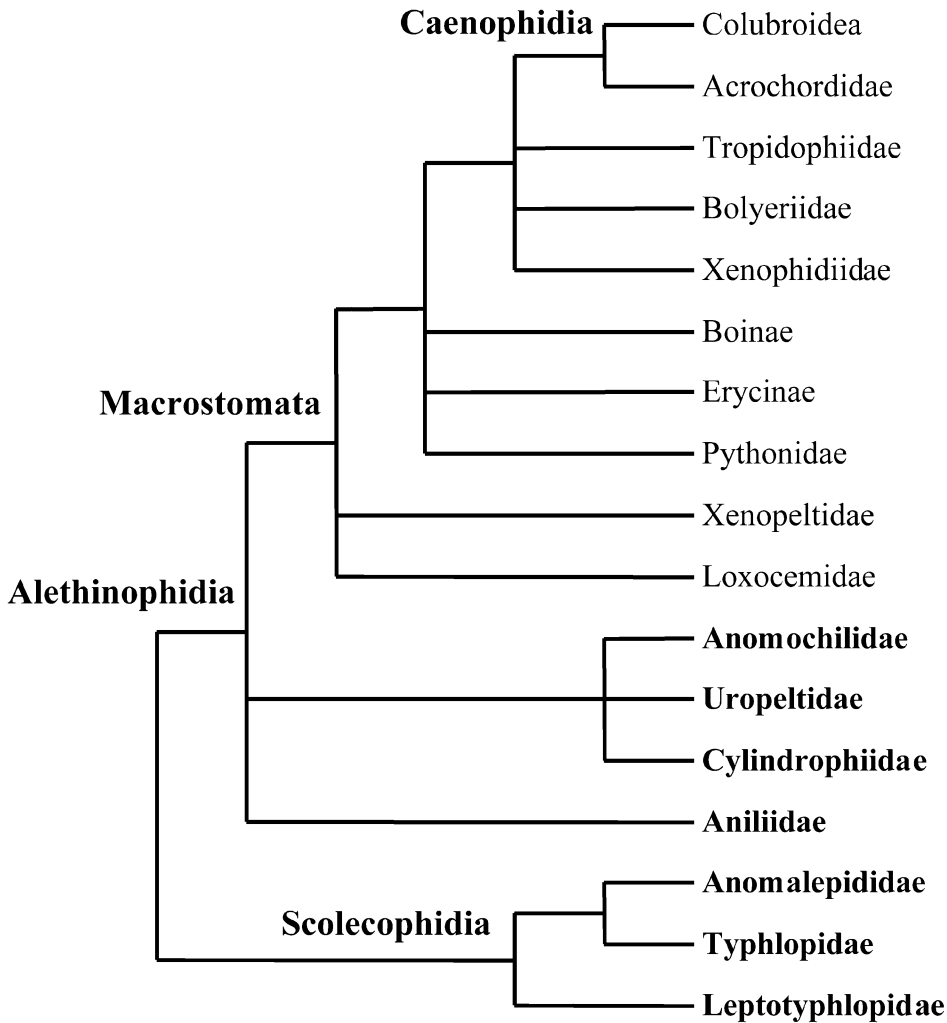 Caenophidia
Colubroidea
Acrochordidae
Tropidophiidae
Bolyeriidae
Xenophidiidae
Boinae
Erycinae
Macrostomata
Pythonidae
Xenopeltidae
Loxocemidae
Alethinophidia
Anomochilidae
Uropeltidae
Cylindrophiidae
Aniliidae
Anomalepididae
Scolecophidia
Typhlopidae
Leptotyphlopidae